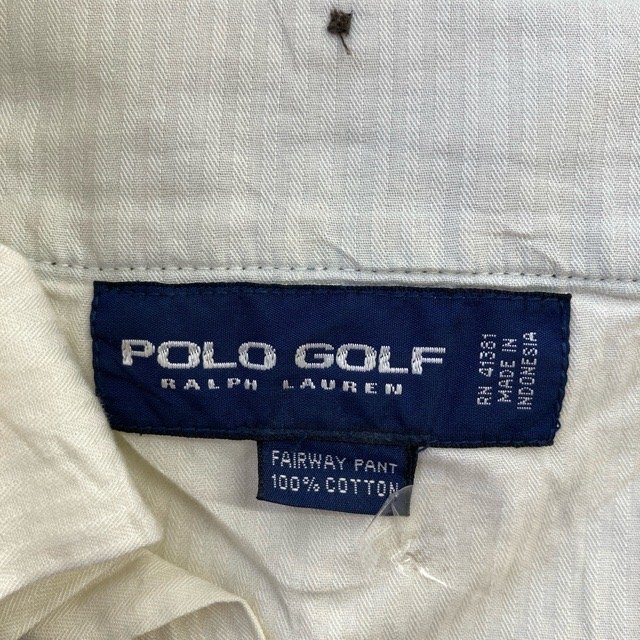 POLO GOLF
RALPH LAUREN
RN 41381
MADE IN
INDONESIA
FAIRWAY PANT
100% COTTON